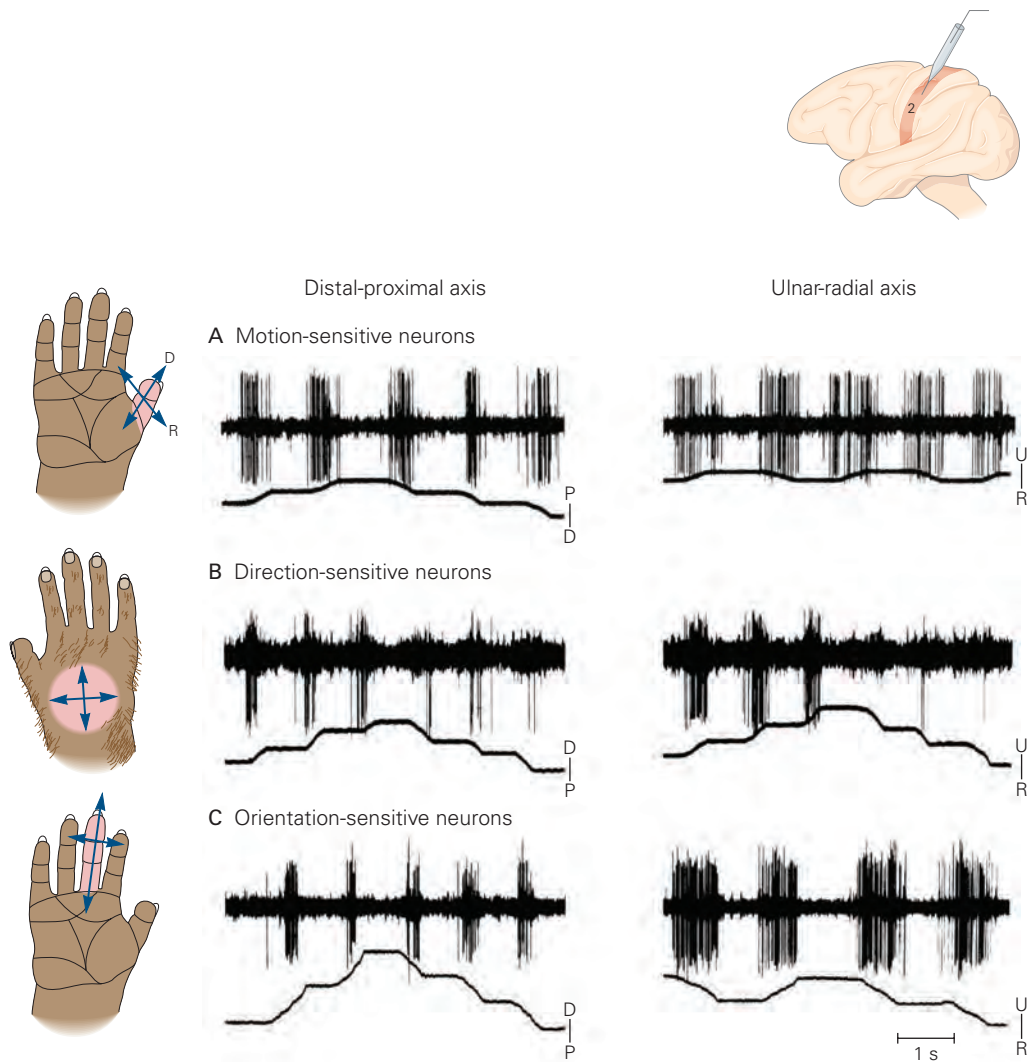 2
Distal-proximal axis
Ulnar-radial axis
A Motion-sensitive neurons
D
R
P
D
U
R
B Direction-sensitive neurons
D
P
U
R
C Orientation-sensitive neurons
D
P
U
R
1 s